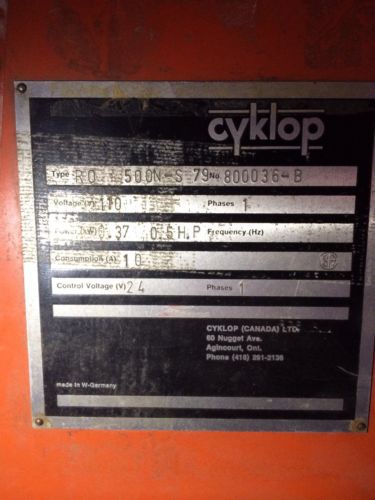 cyklop
Type RO 500N-S 79 No. 800036-B
Voltage (V) 110 Phases 1
Power (kW) 0.37 0.5H.P Frequency (Hz)
Consumption (A) 10
Control Voltage (V) 24 Phases 1
CYKLOP (CANADA) LTD.
60 Nugget Ave.
Agincourt, Ont.
Phone (416) 291-2136
made in W-Germany